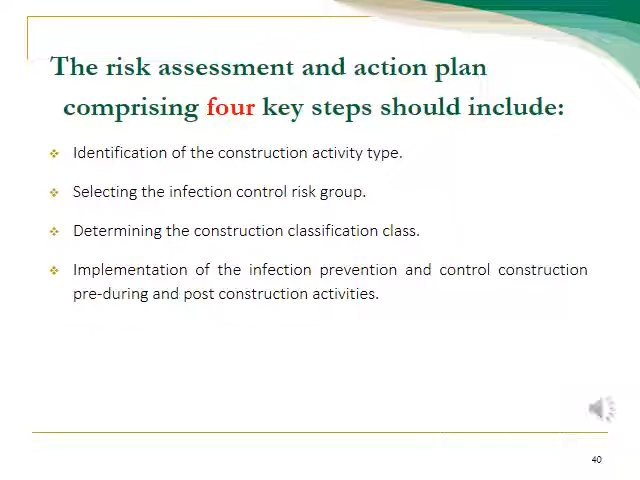 The risk assessment and action plan
comprising four key steps should include:
Identification of the construction activity type.
Selecting the infection control risk group.
Determining the construction classification class.
Implementation of the infection prevention and control construction
pre-during and post construction activities.
40